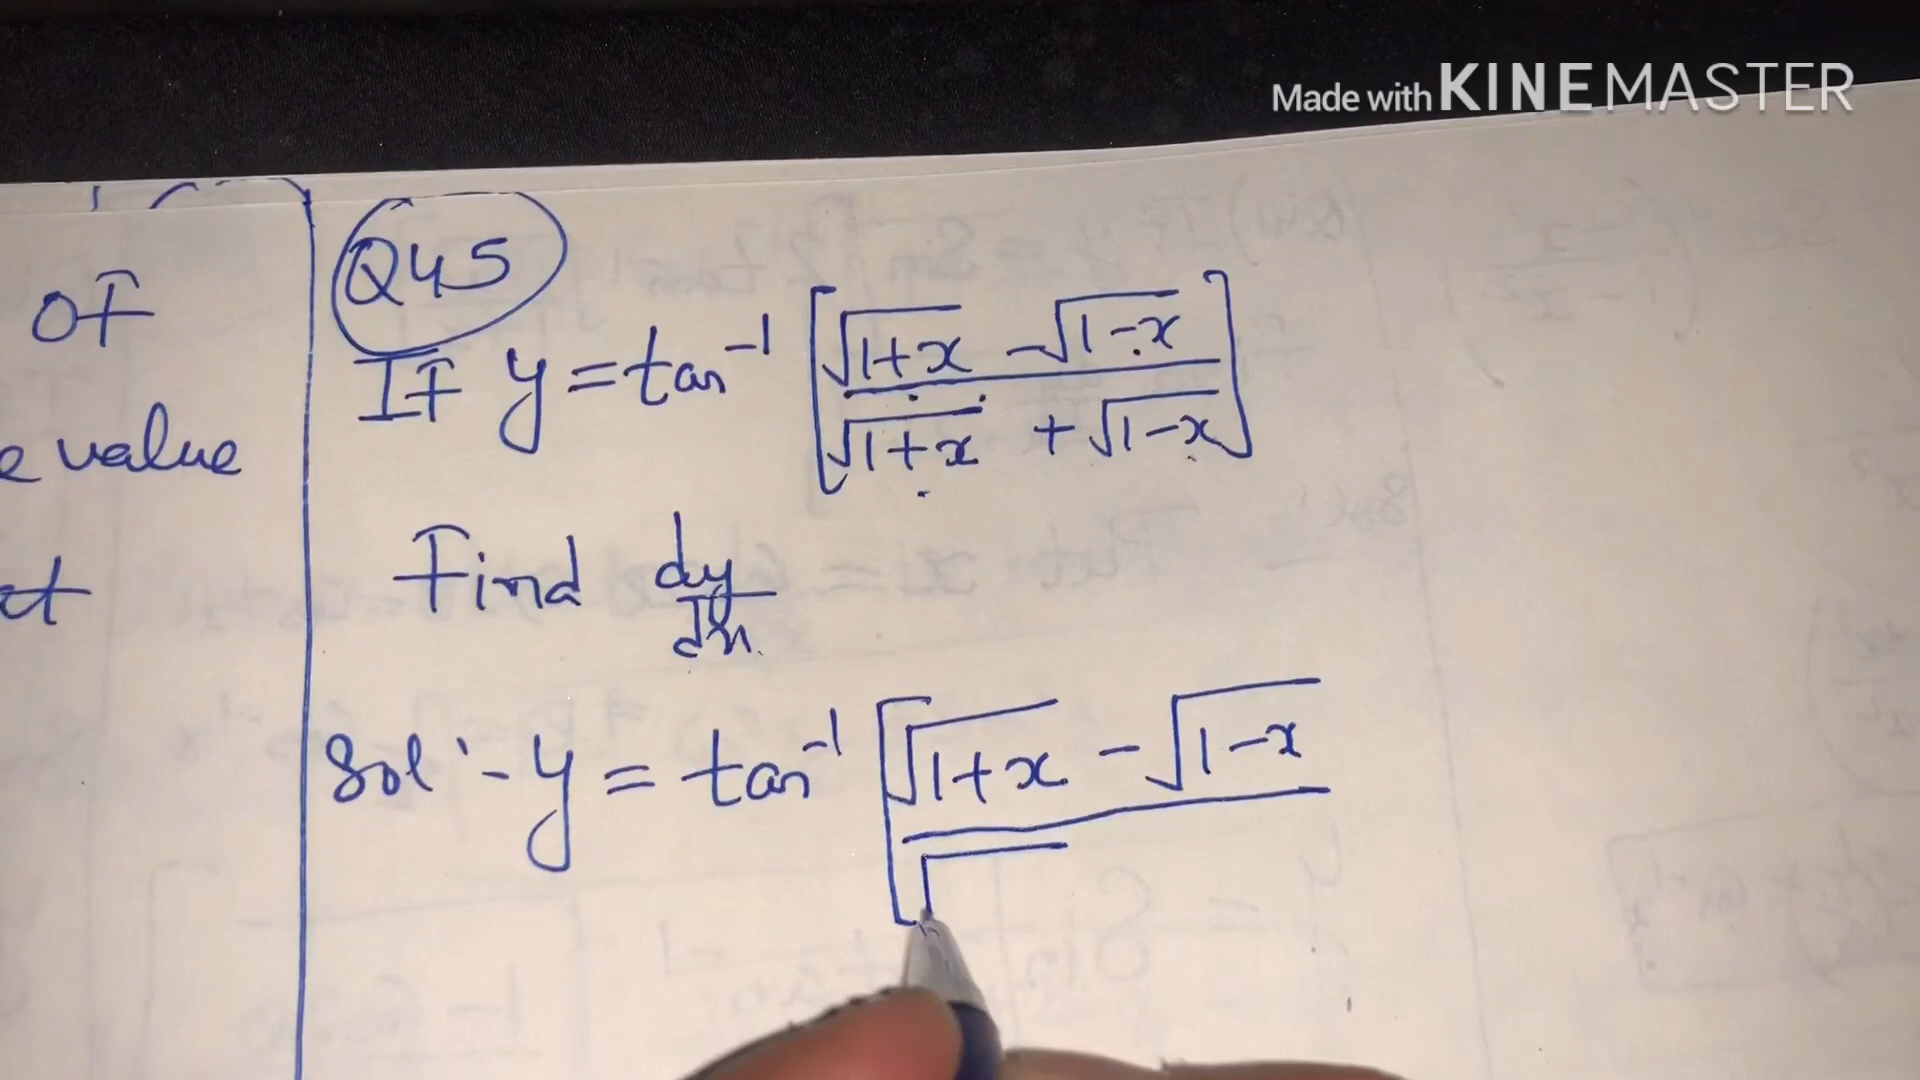 Made with KINEMASTER
of
e value
at
Q45
If y = tan⁻¹ [√1+x - √1-x / √1+x + √1-x]
Find dy/dx.
Sol :- y = tan⁻¹ [√1+x - √1-x / √